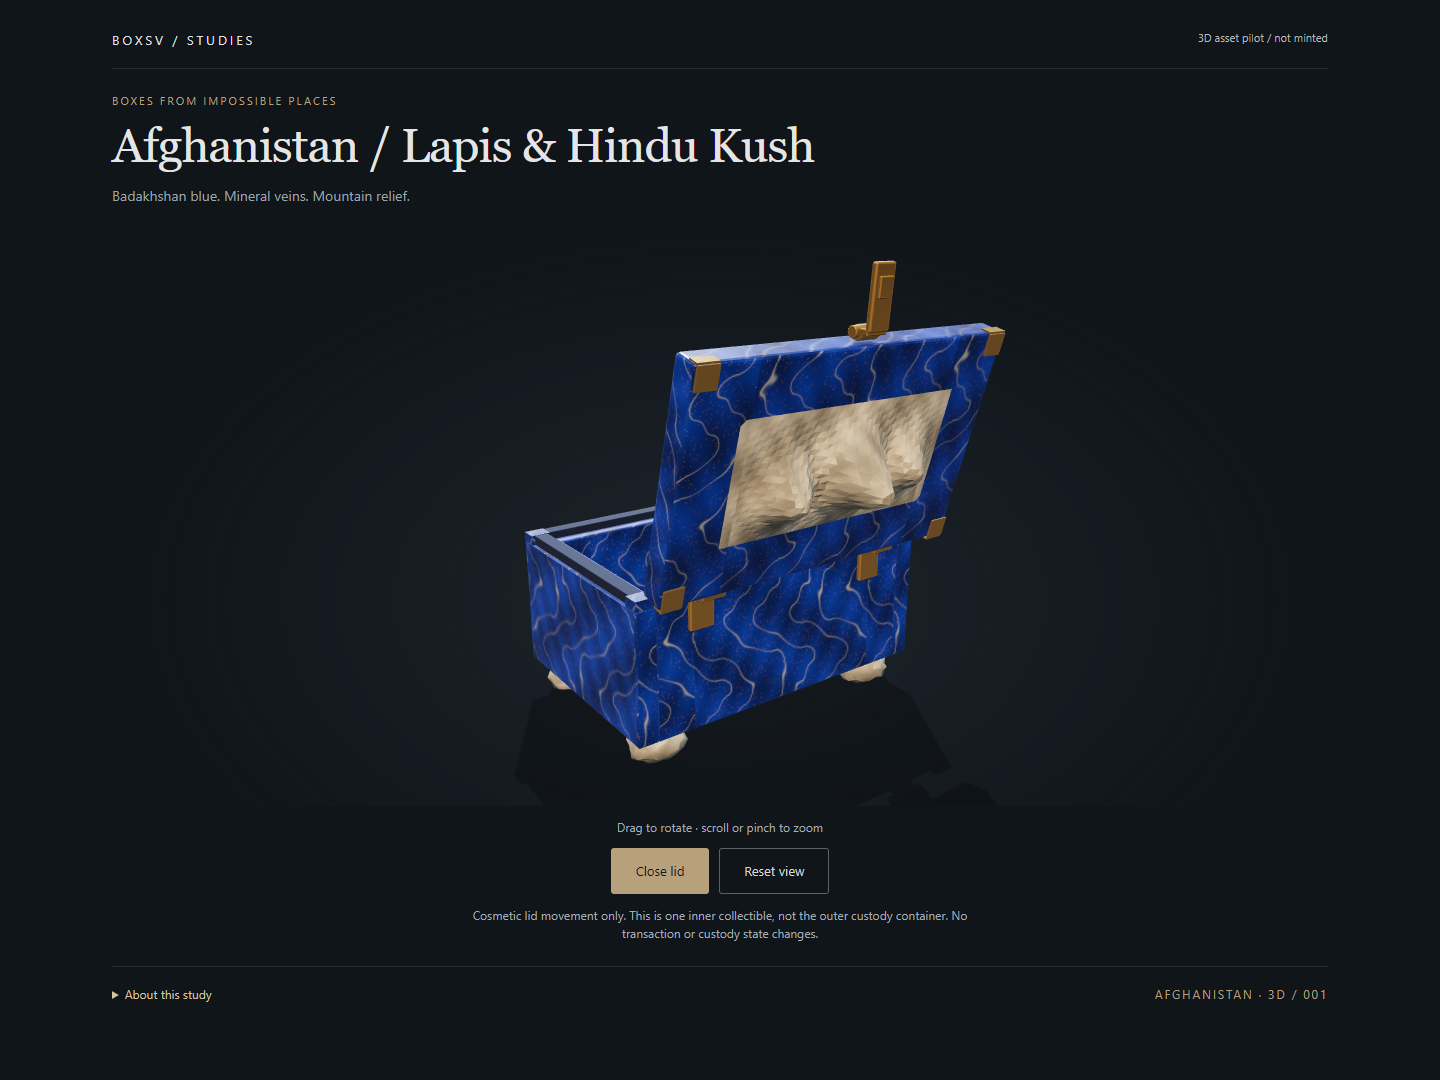 BOXSV / STUDIES
3D asset pilot / not minted
BOXES FROM IMPOSSIBLE PLACES
Afghanistan / Lapis & Hindu Kush
Badakhshan blue. Mineral veins. Mountain relief.
Drag to rotate · scroll or pinch to zoom
Close lid
Reset view
Cosmetic lid movement only. This is one inner collectible, not the outer custody container. No
transaction or custody state changes.
About this study
AFGHANISTAN · 3D / 001